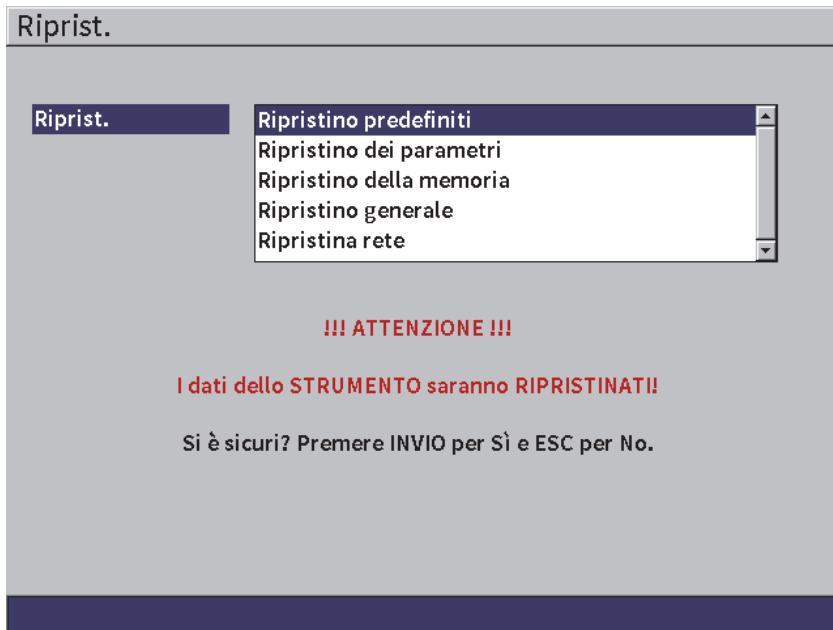 Riprist.
Riprist.
Ripristino predefiniti
Ripristino dei parametri
Ripristino della memoria
Ripristino generale
Ripristina rete
!!! ATTENZIONE !!!
I dati dello STRUMENTO saranno RIPRISTINATI!
Si è sicuri? Premere INVIO per Sì e ESC per No.